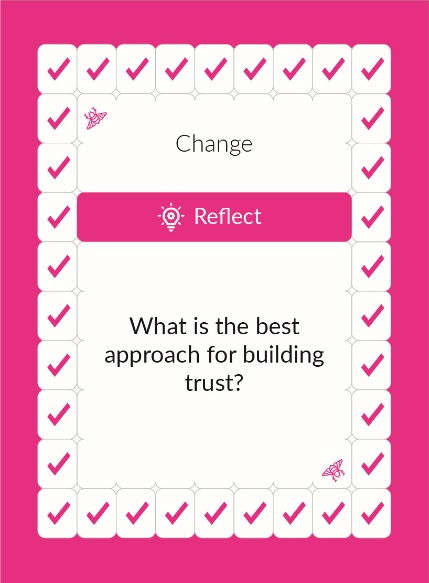 Change
Reflect
What is the best
approach for building
trust?